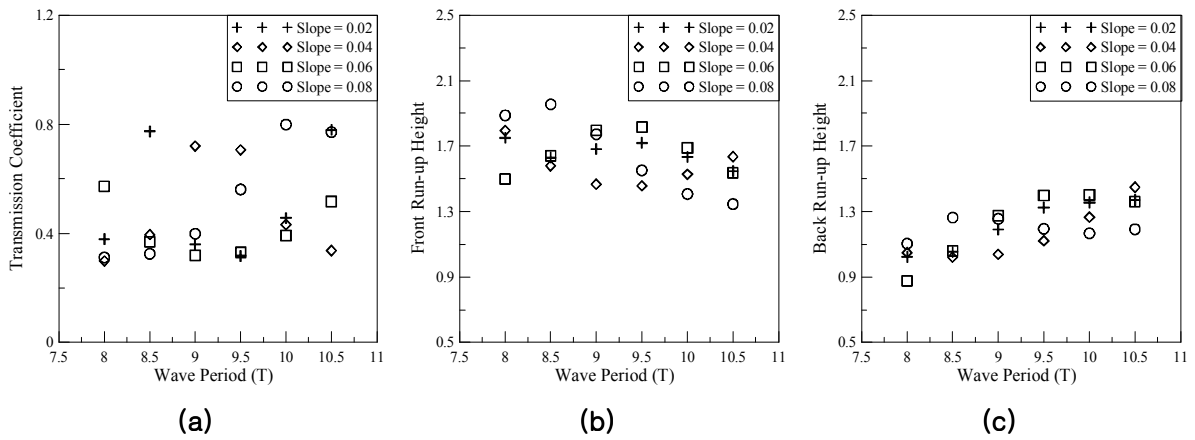 1.2
0.8
0.4
0
Transmission Coefficient
Slope = 0.02
Slope = 0.04
Slope = 0.06
Slope = 0.08
7.5 8 8.5 9 9.5 10 10.5 11
Wave Period (T)
(a)
2.5
2.1
1.7
1.3
0.9
0.5
Front Run-up Height
Slope = 0.02
Slope = 0.04
Slope = 0.06
Slope = 0.08
7.5 8 8.5 9 9.5 10 10.5 11
Wave Period (T)
(b)
2.5
2.1
1.7
1.3
0.9
0.5
Back Run-up Height
Slope = 0.02
Slope = 0.04
Slope = 0.06
Slope = 0.08
7.5 8 8.5 9 9.5 10 10.5 11
Wave Period (T)
(c)